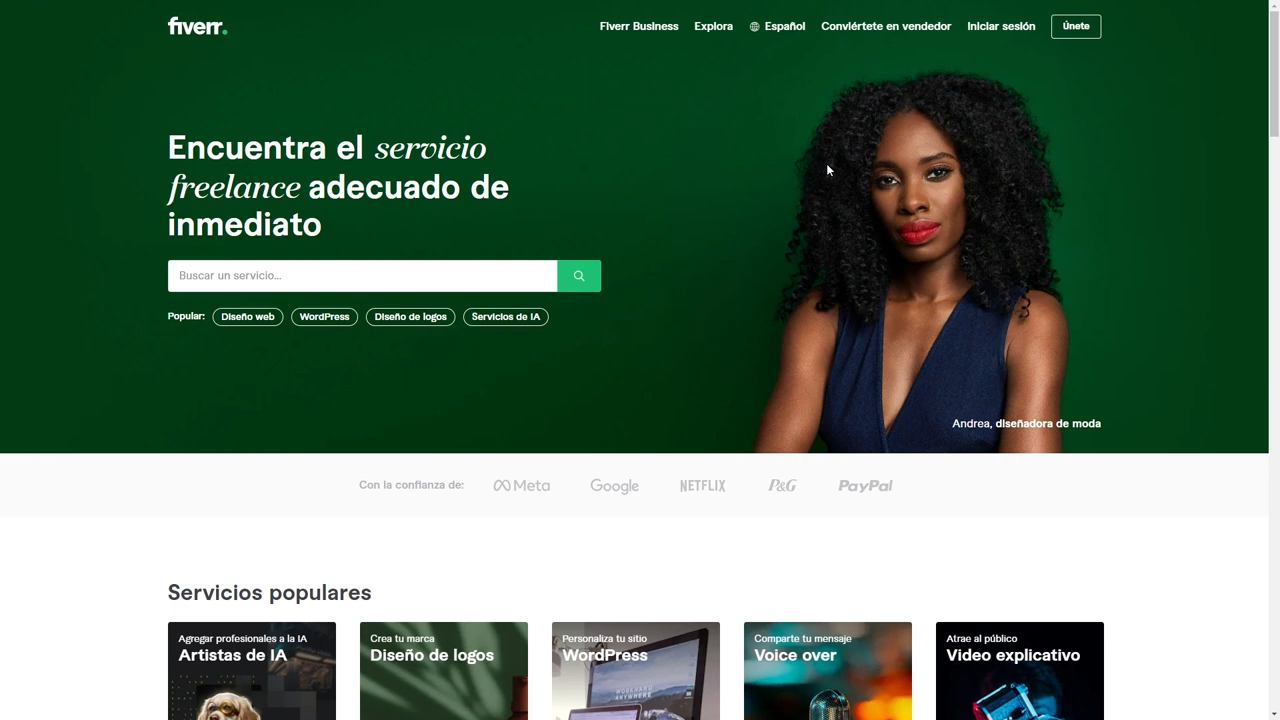 fiverr.
Fiverr Business Explora Español Conviértete en vendedor Iniciar sesión Únete
Encuentra el servicio
freelance adecuado de
inmediato
Buscar un servicio...
Popular: Diseño web WordPress Diseño de logos Servicios de IA
Andrea, diseñadora de moda
Con la confianza de: Meta Google NETFLIX P&G PayPal
Servicios populares
Agregar profesionales a la IA
Artistas de IA
Crea tu marca
Diseño de logos
Personaliza tu sitio
WordPress
WORKHARD
ANYWHERE
Comparte tu mensaje
Voice over
Atrae al público
Video explicativo